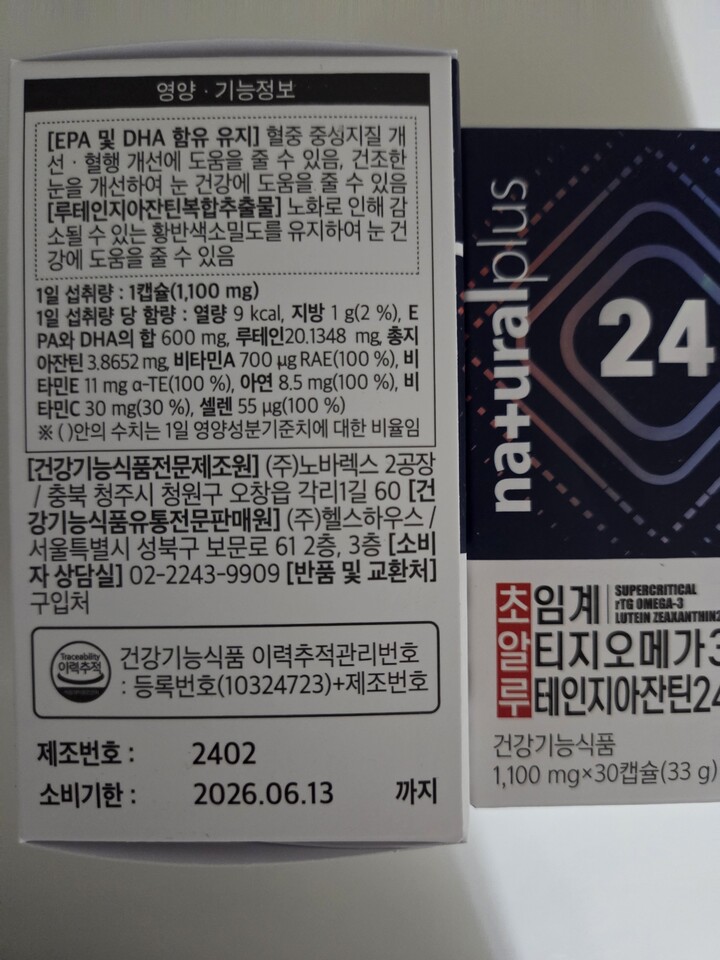 영양 · 기능정보
[EPA 및 DHA 함유 유지] 혈중 중성지질 개
선 · 혈행 개선에 도움을 줄 수 있음, 건조한
눈을 개선하여 눈 건강에 도움을 줄 수 있음
[루테인지아잔틴복합추출물] 노화로 인해 감
소될 수 있는 황반색소밀도를 유지하여 눈 건
강에 도움을 줄 수 있음
1일 섭취량 : 1캡슐(1,100 mg)
1일 섭취량 당 함량 : 열량 9 kcal, 지방 1 g(2 %), E
PA와 DHA의 합 600 mg, 루테인20.1348 mg, 총지
아잔틴 3.8652 mg, 비타민A 700 µg RAE(100 %), 비
타민E 11 mg α-TE(100 %), 아연 8.5 mg(100 %), 비
타민C 30 mg(30 %), 셀렌 55 µg(100 %)
※ ( )안의 수치는 1일 영양성분기준치에 대한 비율임
[건강기능식품전문제조원] (주)노바렉스 2공장
/ 충북 청주시 청원구 오창읍 각리1길 60 [건
강기능식품유통전문판매원] (주)헬스하우스 /
서울특별시 성북구 보문로 61 2층, 3층 [소비
자 상담실] 02-2243-9909 [반품 및 교환처]
구입처
Traceability
이력추적
건강기능식품 이력추적관리번호
: 등록번호(10324723)+제조번호
제조번호 : 2402
소비기한 : 2026.06.13 까지
naturalplus
24
초임계
SUPERCRITICAL
rTG OMEGA-3
LUTEIN ZEAXANTHIN2
알티지오메가3
루테인지아잔틴24
건강기능식품
1,100 mg×30캡슐(33 g)